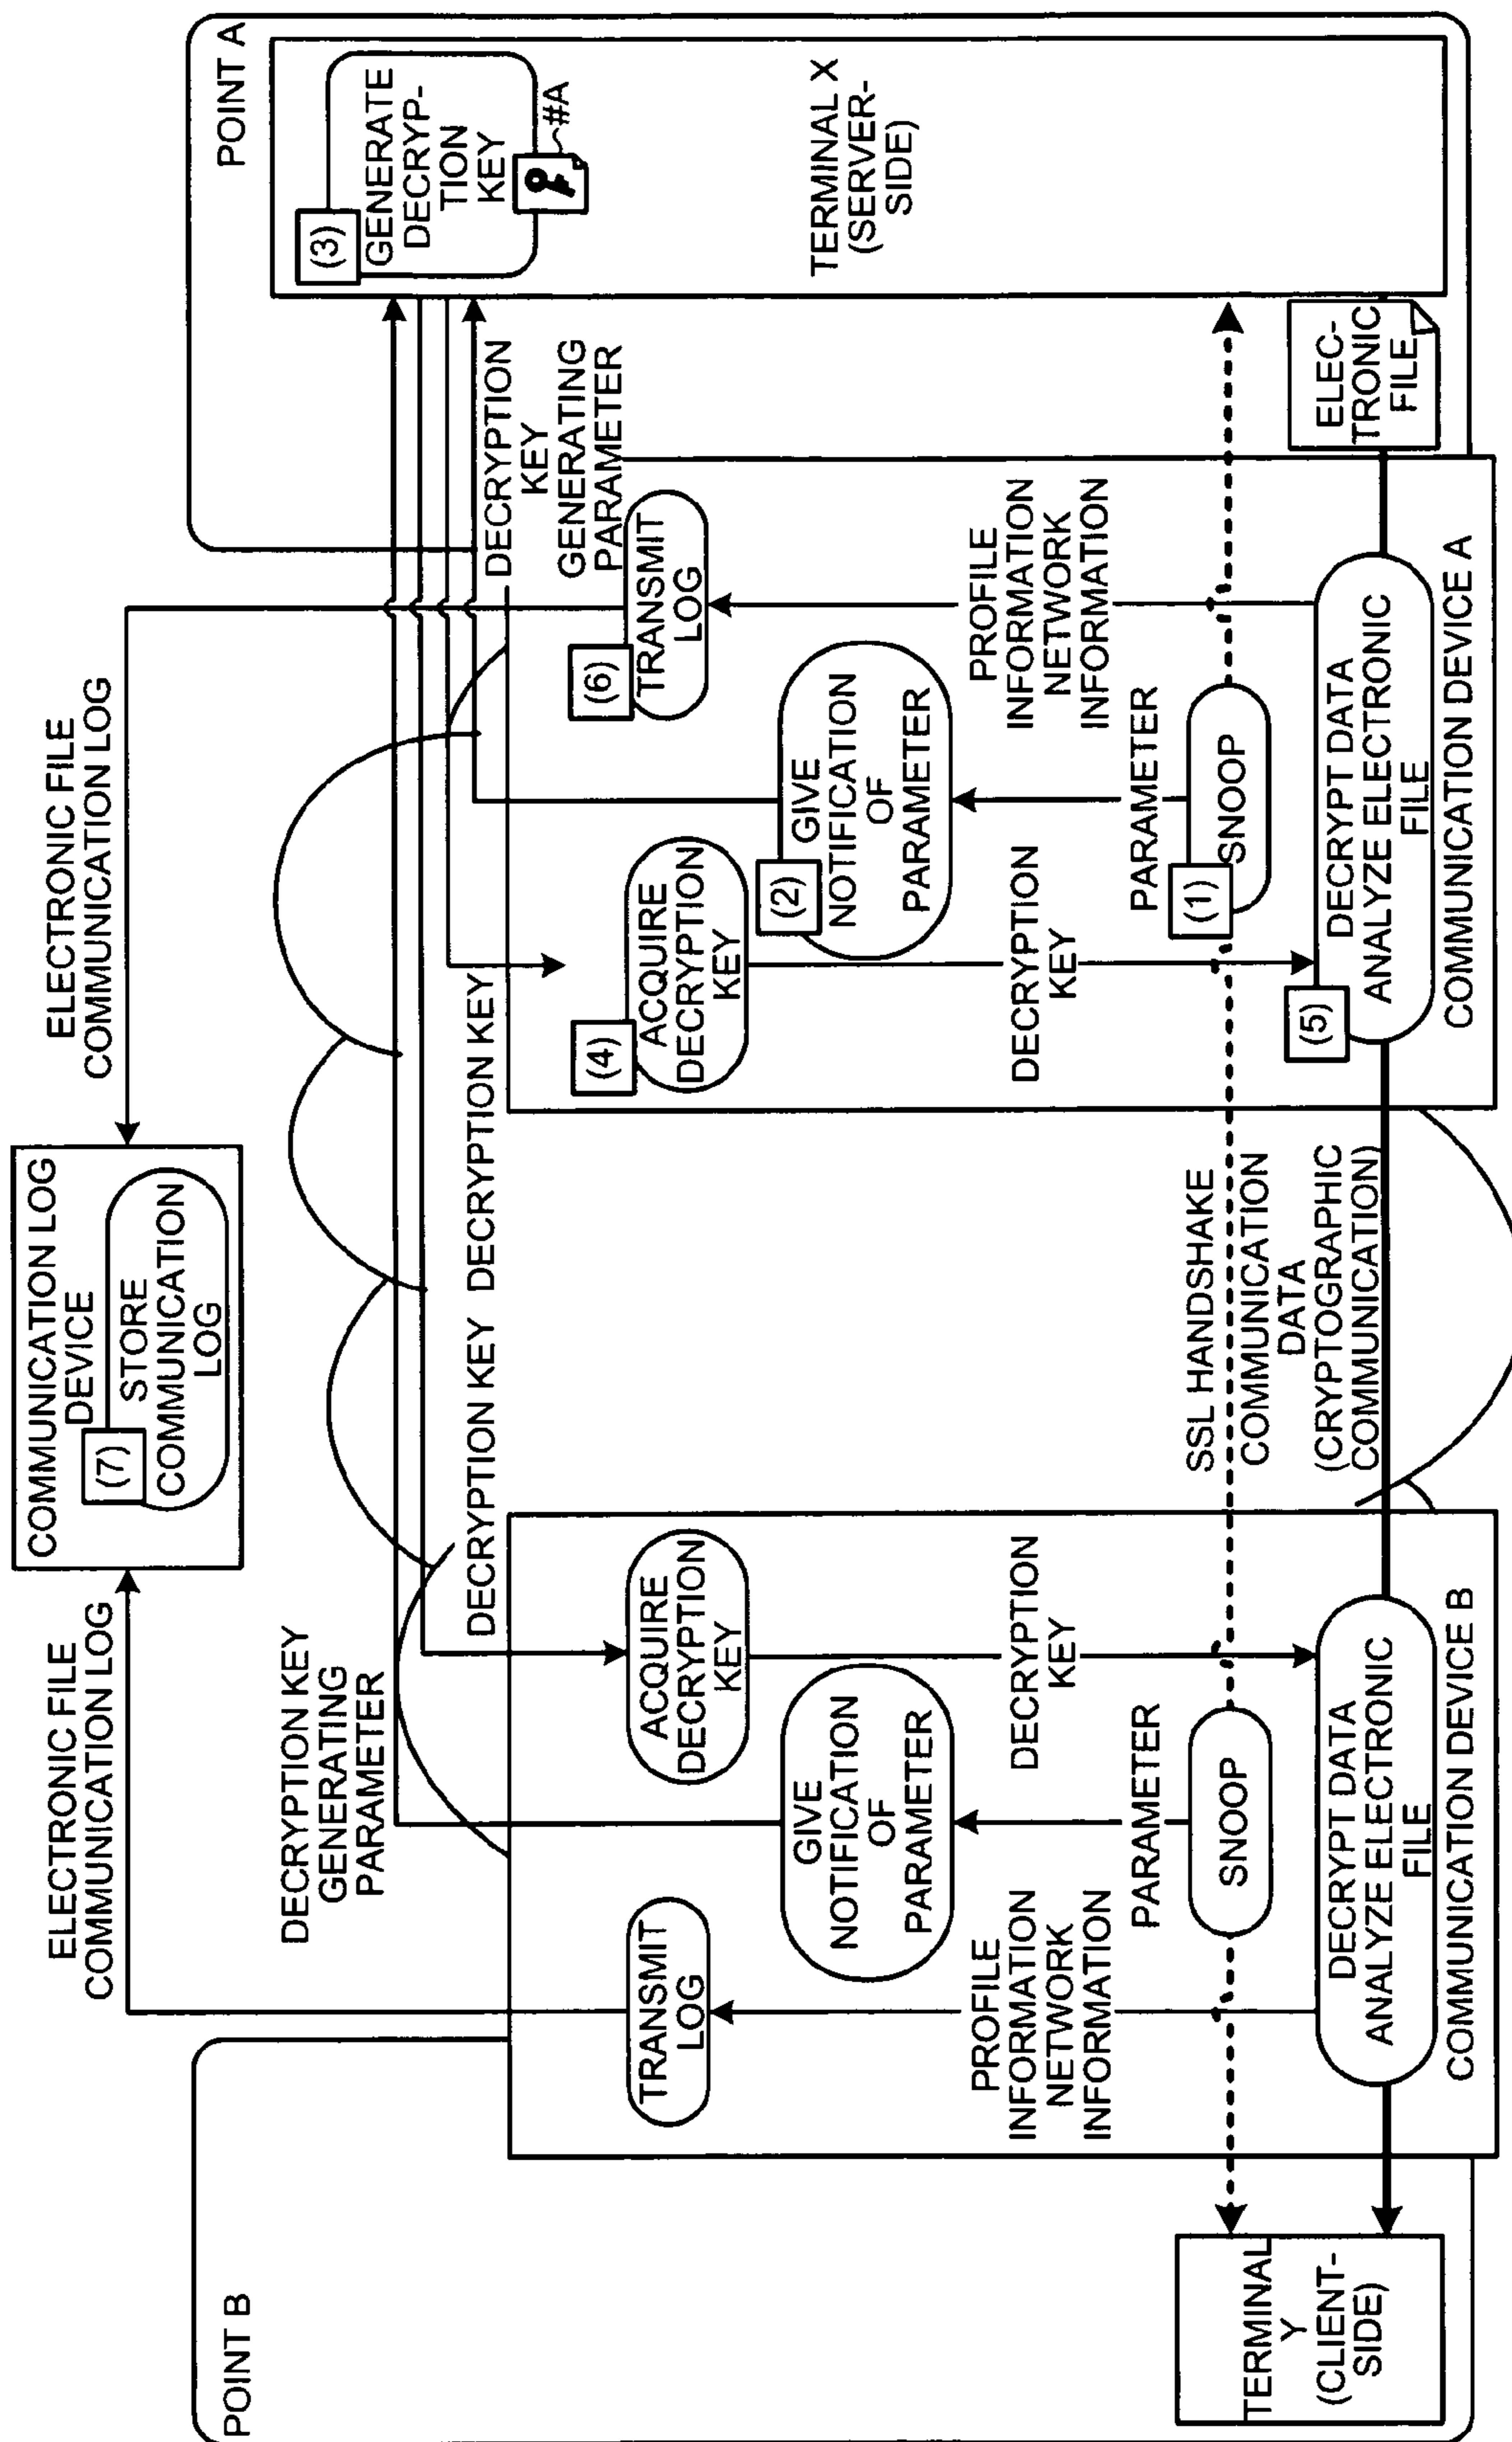 COMMUNICATION LOG
DEVICE
(7)
STORE
COMMUNICATION
LOG
ELECTRONIC FILE
COMMUNICATION LOG
ELECTRONIC FILE
COMMUNICATION LOG
POINT B
DECRYPTION KEY
GENERATING
PARAMETER
DECRYPTION KEY
DECRYPTION KEY
POINT A
(3)
GENERATE
DECRYP-
TION
KEY
#A
TERMINAL X
(SERVER-
SIDE)
DECRYPTION
KEY
GENERATING
PARAMETER
TRANSMIT
LOG
ACQUIRE
DECRYPTION
KEY
GIVE
NOTIFICATION
OF
PARAMETER
PROFILE
INFORMATION
NETWORK
INFORMATION
DECRYPTION
KEY
PARAMETER
SNOOP
DECRYPT DATA
ANALYZE ELECTRONIC
FILE
COMMUNICATION DEVICE B
TERMINAL
Y
(CLIENT-
SIDE)
SSL HANDSHAKE
COMMUNICATION
DATA
(CRYPTOGRAPHIC
COMMUNICATION)
(4)
ACQUIRE
DECRYPTION
KEY
(6)
TRANSMIT
LOG
(2)
GIVE
NOTIFICATION
OF
PARAMETER
DECRYPTION
KEY
PROFILE
INFORMATION
NETWORK
INFORMATION
PARAMETER
(1)
SNOOP
(5)
DECRYPT DATA
ANALYZE ELECTRONIC
FILE
COMMUNICATION DEVICE A
ELEC-
TRONIC
FILE